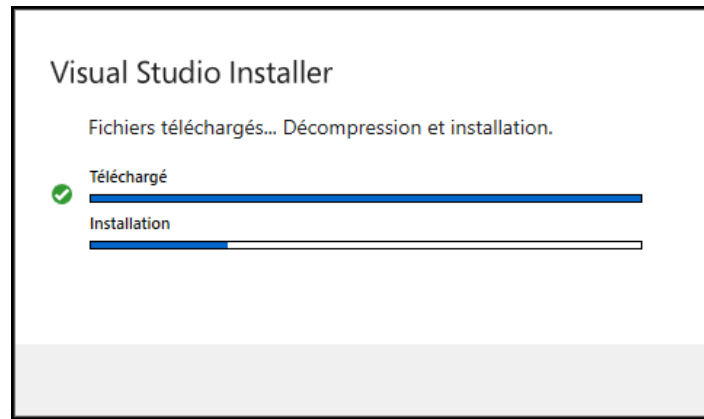 Visual Studio Installer
Fichiers téléchargés... Décompression et installation.
Téléchargé
Installation